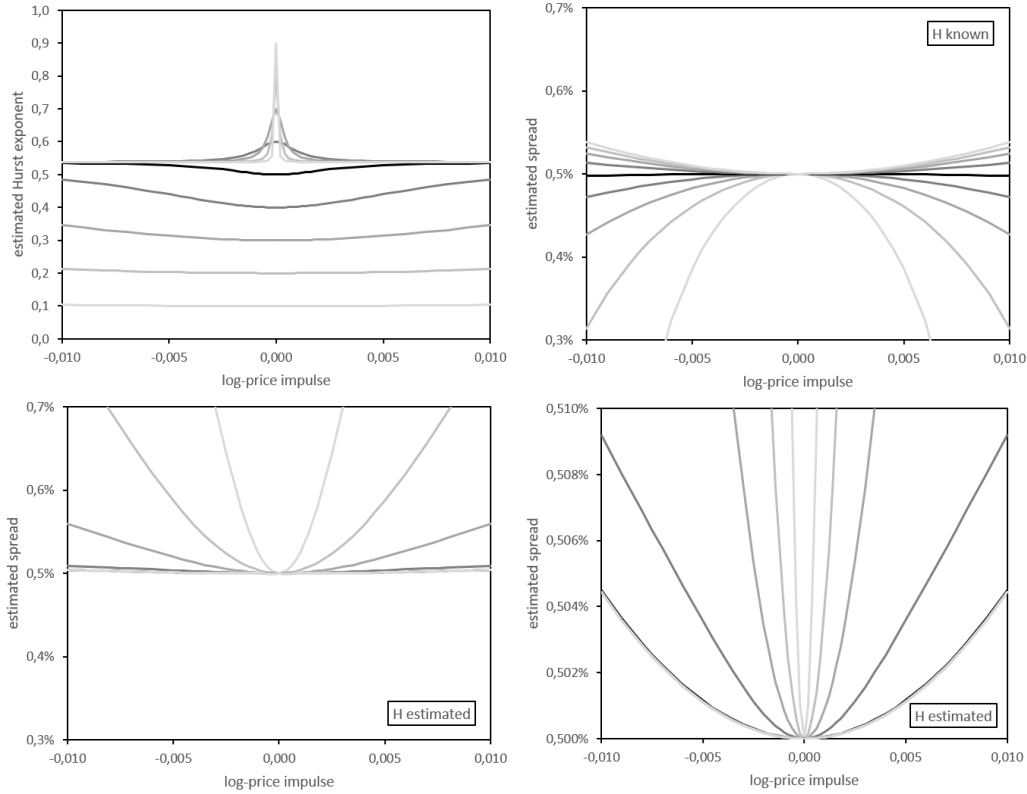 1,0
0,9
0,8
0,7
0,6
0,5
0,4
0,3
0,2
0,1
0,0
estimated Hurst exponent
-0,010 -0,005 0,000 0,005 0,010
log-price impulse
H known
0,7%
0,6%
0,5%
0,4%
0,3%
estimated spread
-0,010 -0,005 0,000 0,005 0,010
log-price impulse
0,7%
0,6%
0,5%
0,4%
0,3%
estimated spread
H estimated
-0,010 -0,005 0,000 0,005 0,010
log-price impulse
0,510%
0,508%
0,506%
0,504%
0,502%
0,500%
estimated spread
H estimated
-0,010 -0,005 0,000 0,005 0,010
log-price impulse